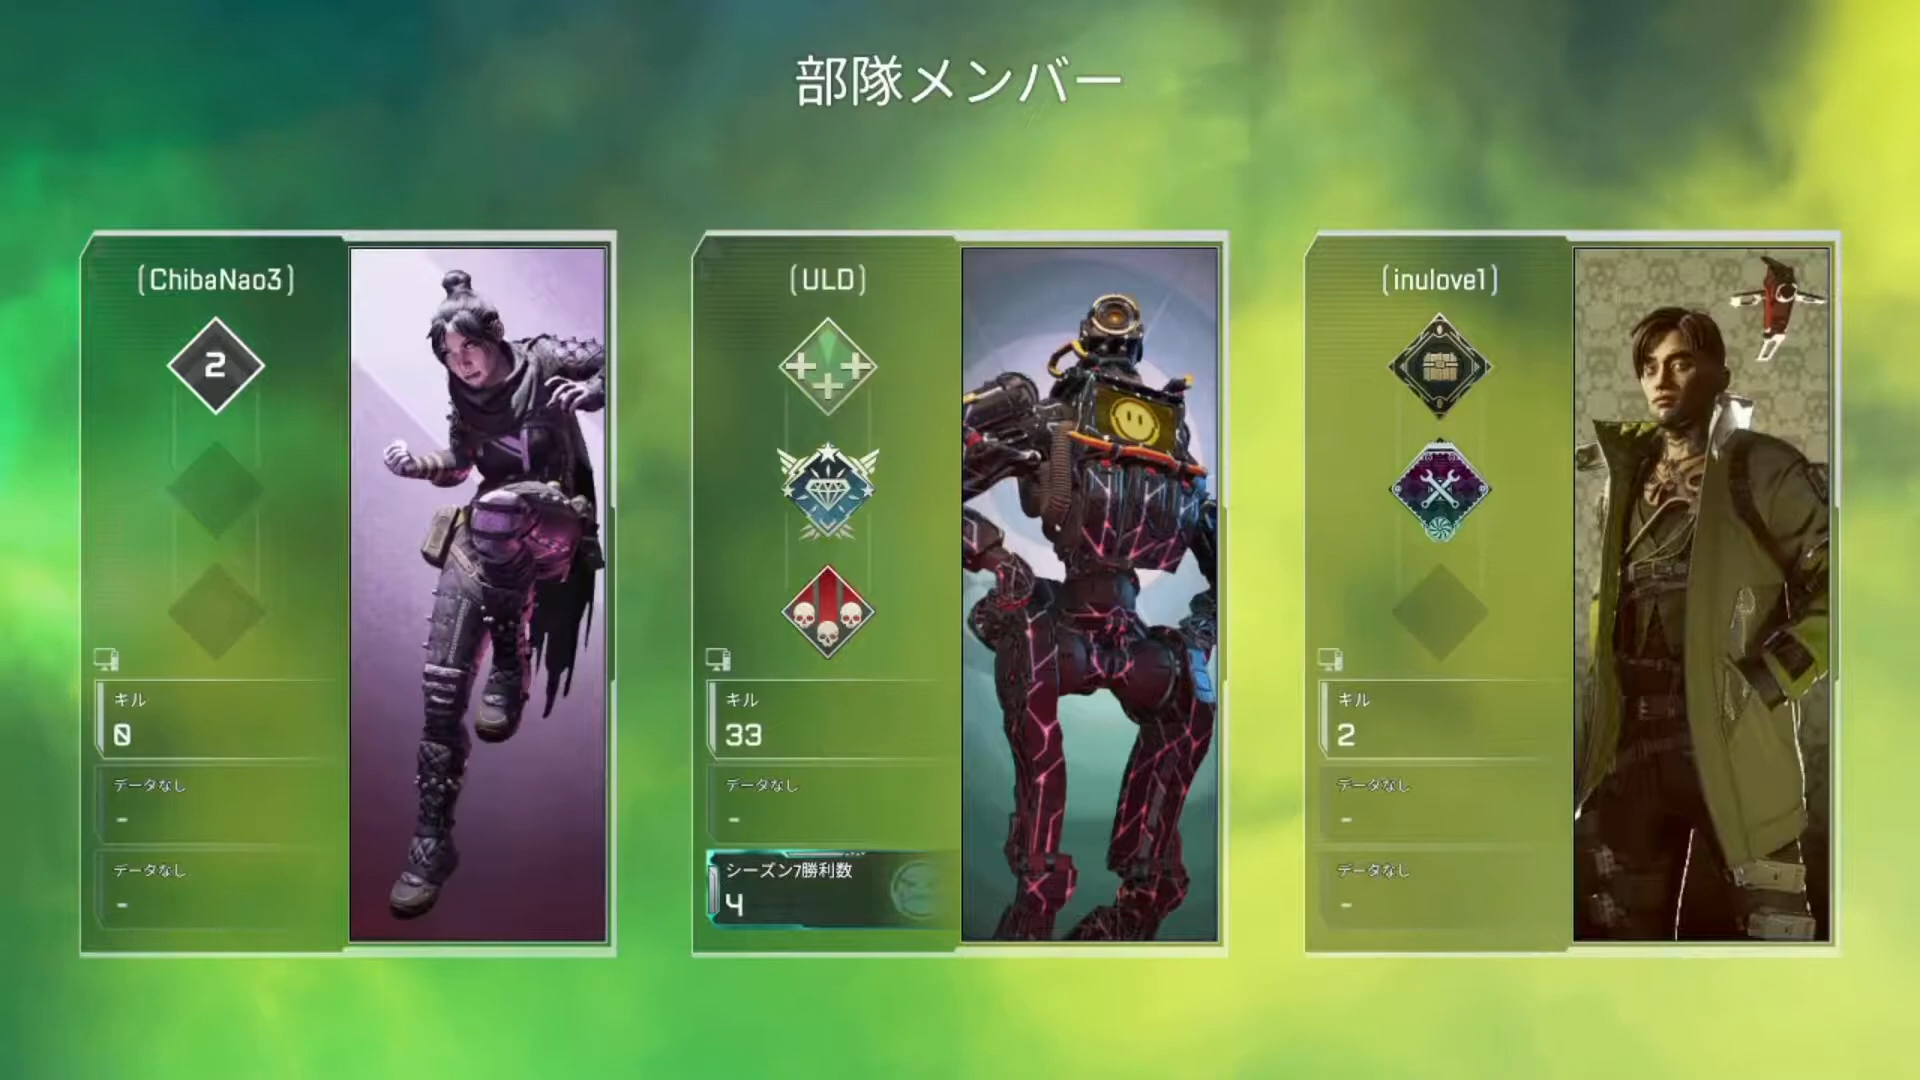 部隊メンバー
(ChibaNao3)
2
キル
0
データなし
-
データなし
-
(ULD)
キル
33
データなし
-
シーズン7勝利数
4
(inulove1)
キル
2
データなし
-
データなし
-